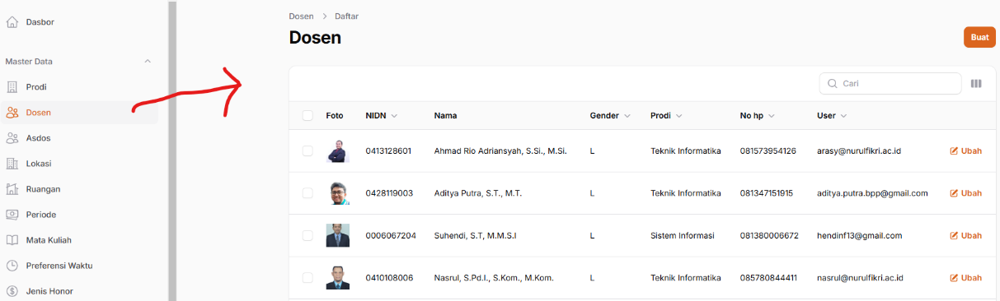 Dasbor
Master Data
Prodi
Dosen
Asdos
Lokasi
Ruangan
Periode
Mata Kuliah
Preferensi Waktu
Jenis Honor
Dosen > Daftar
Dosen
Buat
Cari
Foto NIDN Nama Gender Prodi No hp User
0413128601 Ahmad Rio Adriansyah, S.Si., M.Si. L Teknik Informatika 081573954126 arasy@nurulfikri.ac.id Ubah
0428119003 Aditya Putra, S.T., M.T. L Teknik Informatika 081347151915 aditya.putra.bpp@gmail.com Ubah
0006067204 Suhendi, S.T, M.M.S.I L Sistem Informasi 081380006672 hendinf13@gmail.com Ubah
0410108006 Nasrul, S.Pd.I., S.Kom., M.Kom. L Teknik Informatika 085780844411 nasrul@nurulfikri.ac.id Ubah